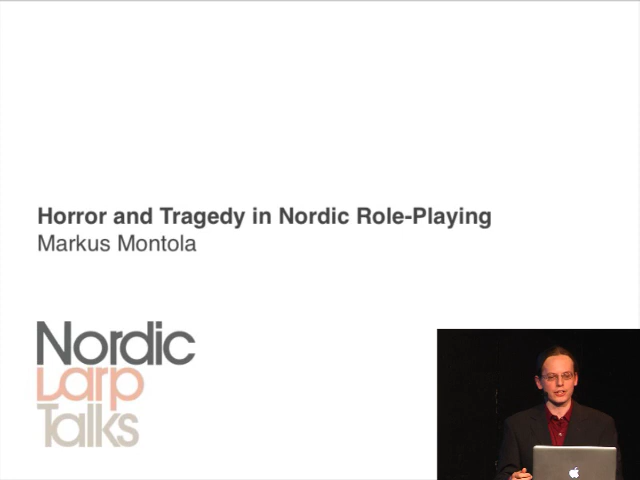 Horror and Tragedy in Nordic Role-Playing
Markus Montola
Nordic
Larp
Talks